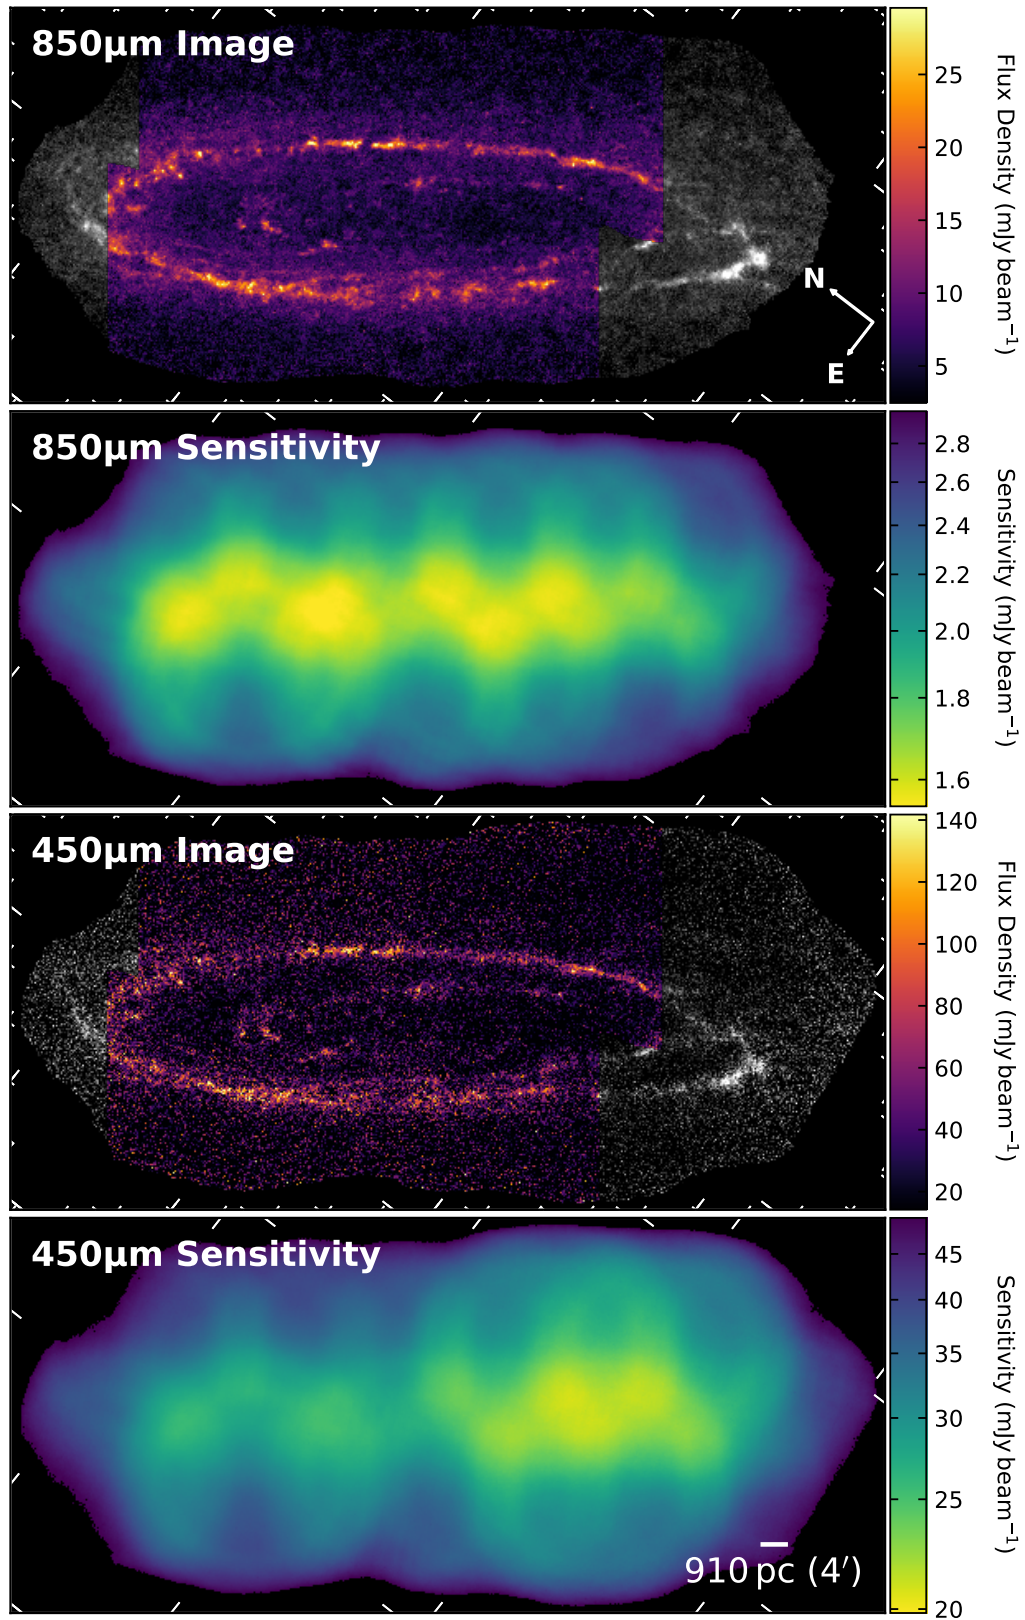 850μm Image
N
E
25
20
15
10
5
Flux Density (mJy beam⁻¹)
850μm Sensitivity
2.8
2.6
2.4
2.2
2.0
1.8
1.6
Sensitivity (mJy beam⁻¹)
450μm Image
140
120
100
80
60
40
20
Flux Density (mJy beam⁻¹)
450μm Sensitivity
910 pc (4′)
45
40
35
30
25
20
Sensitivity (mJy beam⁻¹)